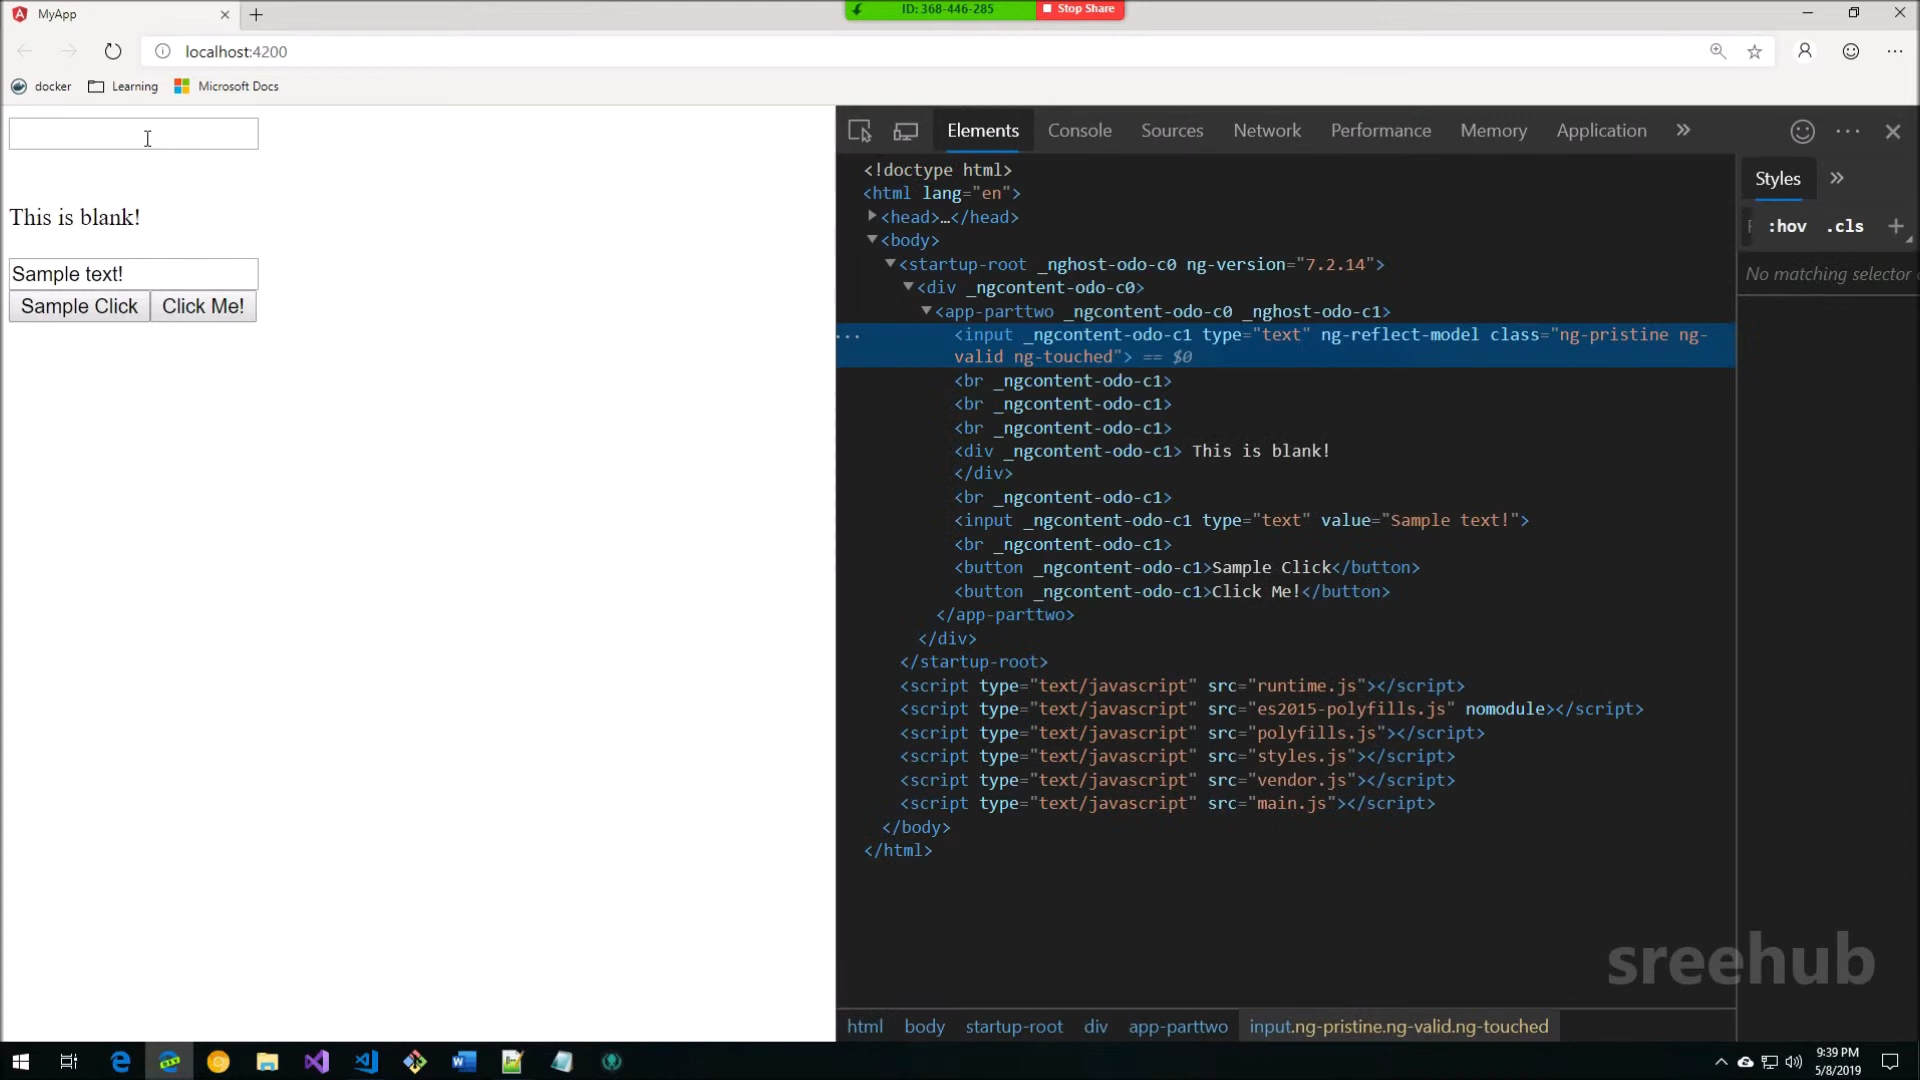 MyApp
ID: 368-446-285
Stop Share
localhost:4200
docker
Learning
Microsoft Docs
This is blank!
Sample text!
Sample Click
Click Me!
Elements
Console
Sources
Network
Performance
Memory
Application
<!doctype html>
<html lang="en">
<head>…</head>
<body>
<startup-root _nghost-odo-c0 ng-version="7.2.14">
<div _ngcontent-odo-c0>
<app-parttwo _ngcontent-odo-c0 _nghost-odo-c1>
<input _ngcontent-odo-c1 type="text" ng-reflect-model class="ng-pristine ng-
valid ng-touched"> == $0
<br _ngcontent-odo-c1>
<br _ngcontent-odo-c1>
<br _ngcontent-odo-c1>
<div _ngcontent-odo-c1> This is blank!
</div>
<br _ngcontent-odo-c1>
<input _ngcontent-odo-c1 type="text" value="Sample text!">
<br _ngcontent-odo-c1>
<button _ngcontent-odo-c1>Sample Click</button>
<button _ngcontent-odo-c1>Click Me!</button>
</app-parttwo>
</div>
</startup-root>
<script type="text/javascript" src="runtime.js"></script>
<script type="text/javascript" src="es2015-polyfills.js" nomodule></script>
<script type="text/javascript" src="polyfills.js"></script>
<script type="text/javascript" src="styles.js"></script>
<script type="text/javascript" src="vendor.js"></script>
<script type="text/javascript" src="main.js"></script>
</body>
</html>
Styles
:hov .cls
No matching selector
sreehub
html body startup-root div app-parttwo input.ng-pristine.ng-valid.ng-touched
9:39 PM
5/8/2019